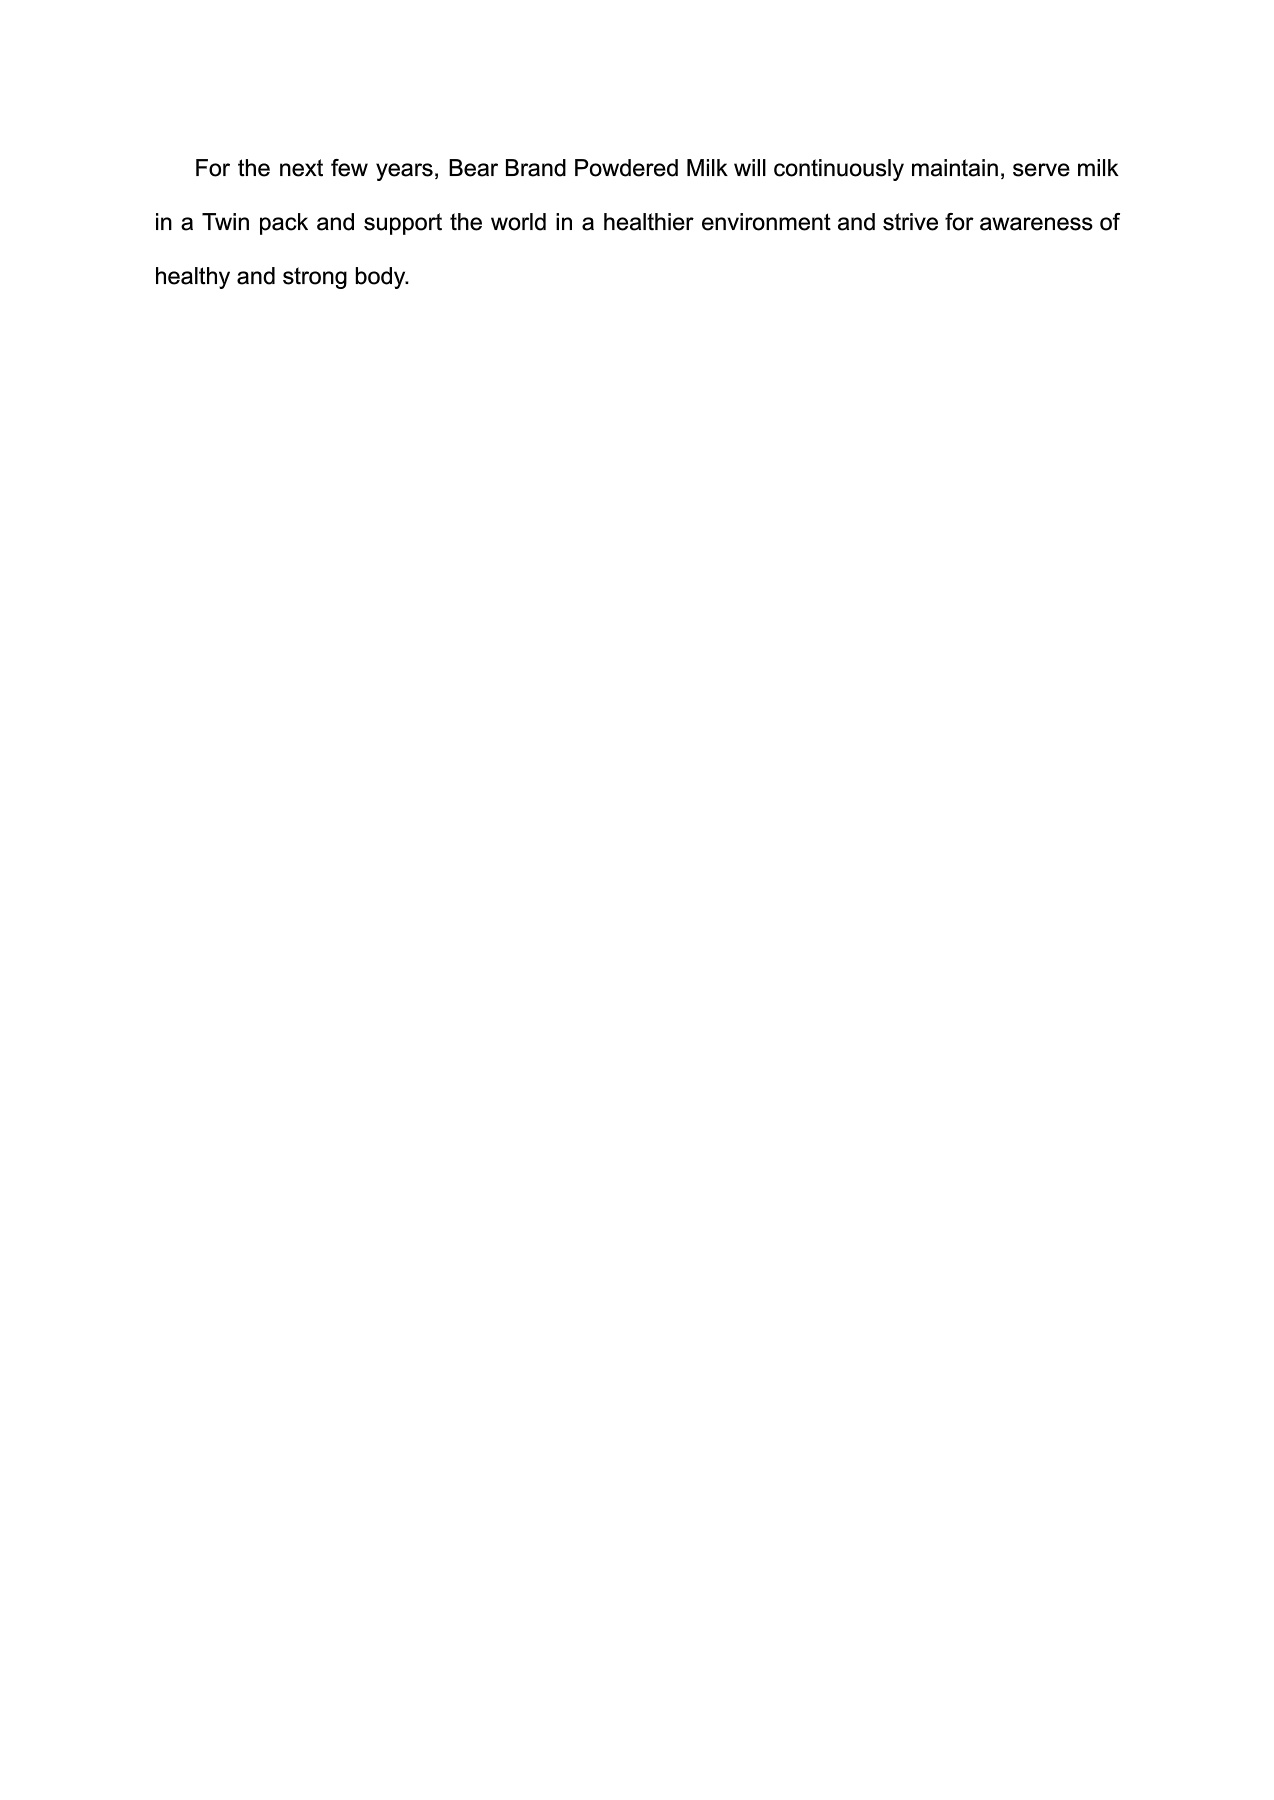 For the next few years, Bear Brand Powdered Milk will continuously maintain, serve milk
in a Twin pack and support the world in a healthier environment and strive for awareness of
healthy and strong body.